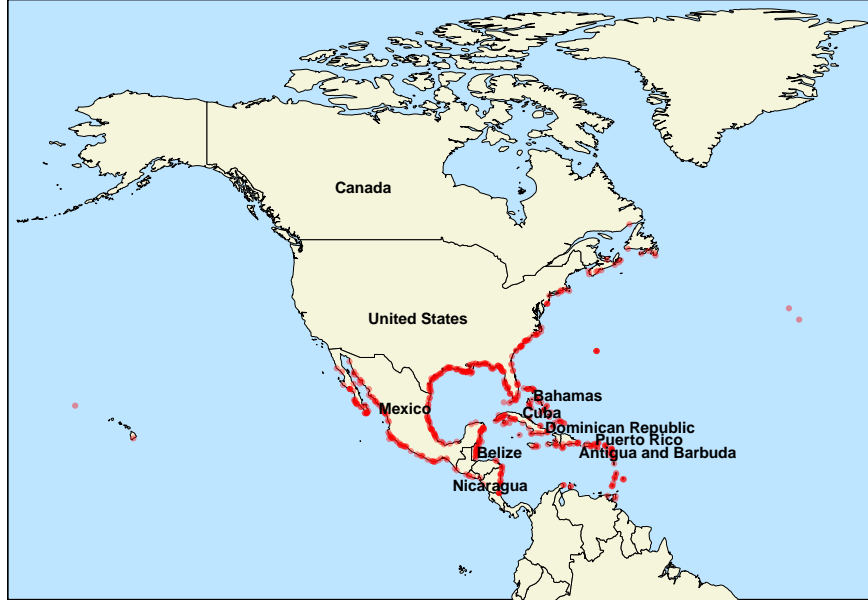 Canada
United States
Bahamas
Mexico
Cuba
Dominican Republic
Puerto Rico
Belize
Antigua and Barbuda
Nicaragua